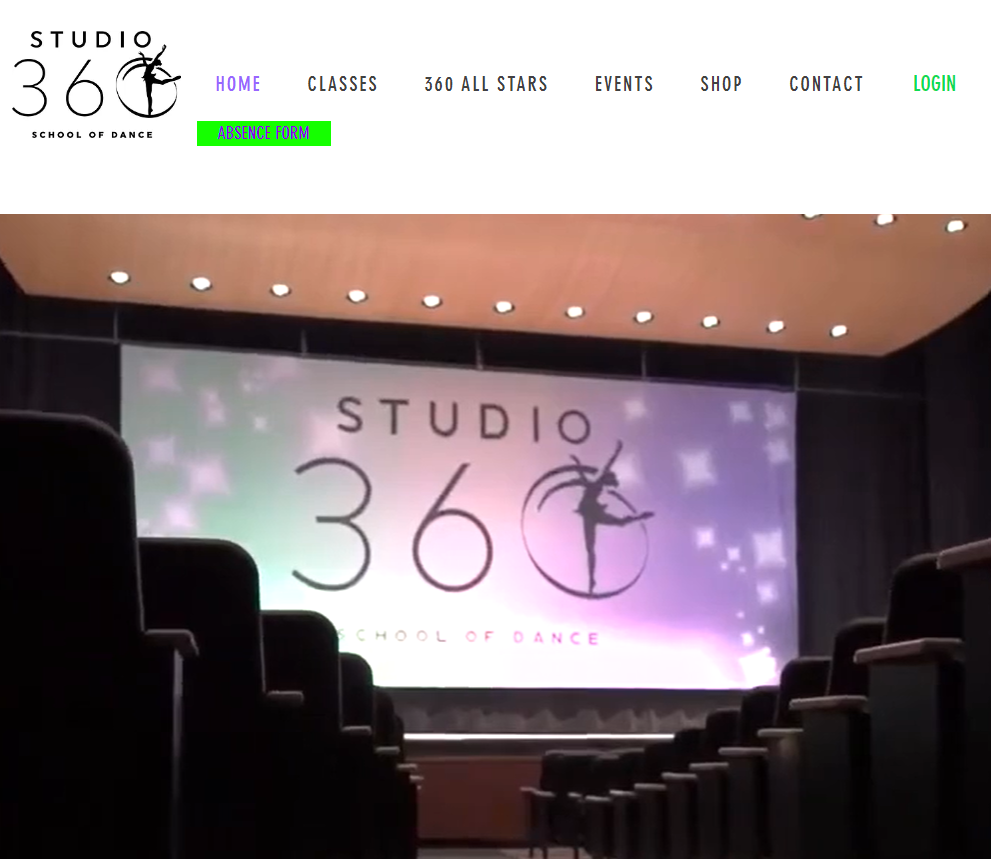 STUDIO
360
SCHOOL OF DANCE
HOME CLASSES 360 ALL STARS EVENTS SHOP CONTACT LOGIN
ABSENCE FORM
STUDIO
360
SCHOOL OF DANCE